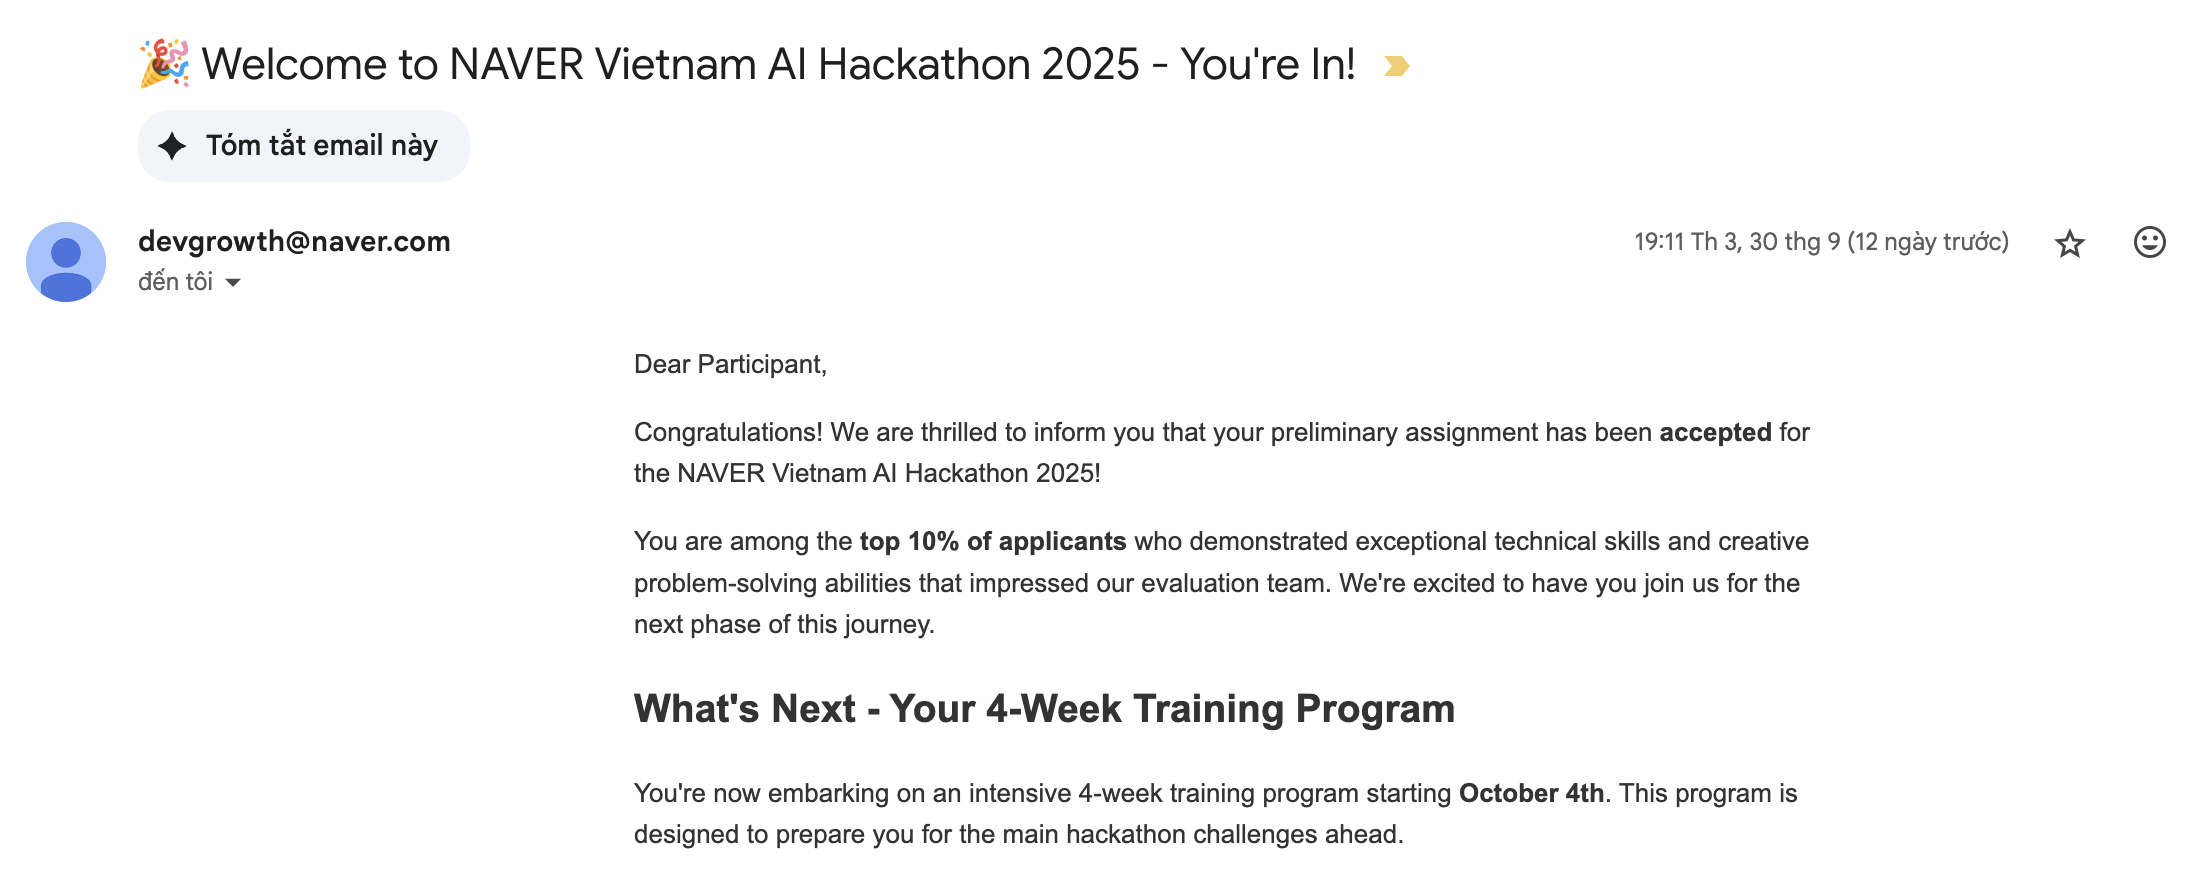 🎉 Welcome to NAVER Vietnam AI Hackathon 2025 - You're In!
Tóm tắt email này
devgrowth@naver.com
19:11 Th 3, 30 thg 9 (12 ngày trước)
đến tôi
Dear Participant,
Congratulations! We are thrilled to inform you that your preliminary assignment has been accepted for
the NAVER Vietnam AI Hackathon 2025!
You are among the top 10% of applicants who demonstrated exceptional technical skills and creative
problem-solving abilities that impressed our evaluation team. We're excited to have you join us for the
next phase of this journey.
What's Next - Your 4-Week Training Program
You're now embarking on an intensive 4-week training program starting October 4th. This program is
designed to prepare you for the main hackathon challenges ahead.